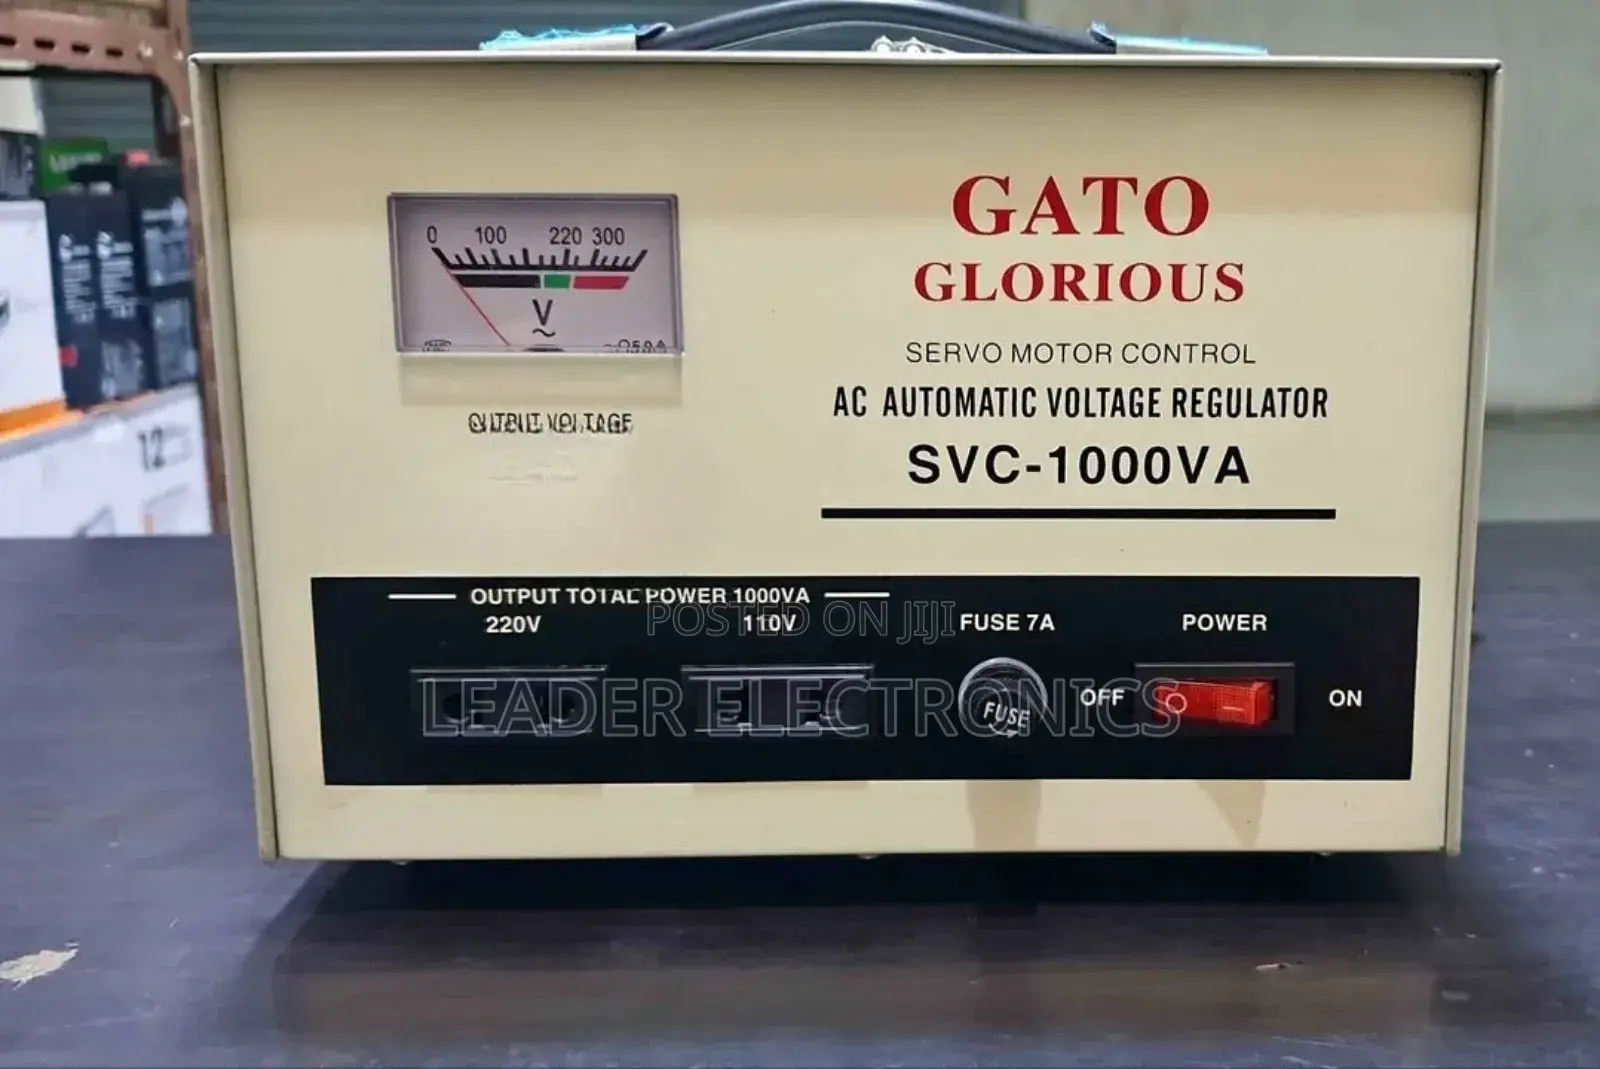 0 100 220 300
V
GATO
GLORIOUS
SERVO MOTOR CONTROL
AC AUTOMATIC VOLTAGE REGULATOR
SVC-1000VA
OUTPUT VOLTAGE
OUTPUT TOTAL POWER 1000VA
220V 110V FUSE 7A POWER
POSTED ON JIJI
LEADER ELECTRONICS
FUSE
OFF ON
12